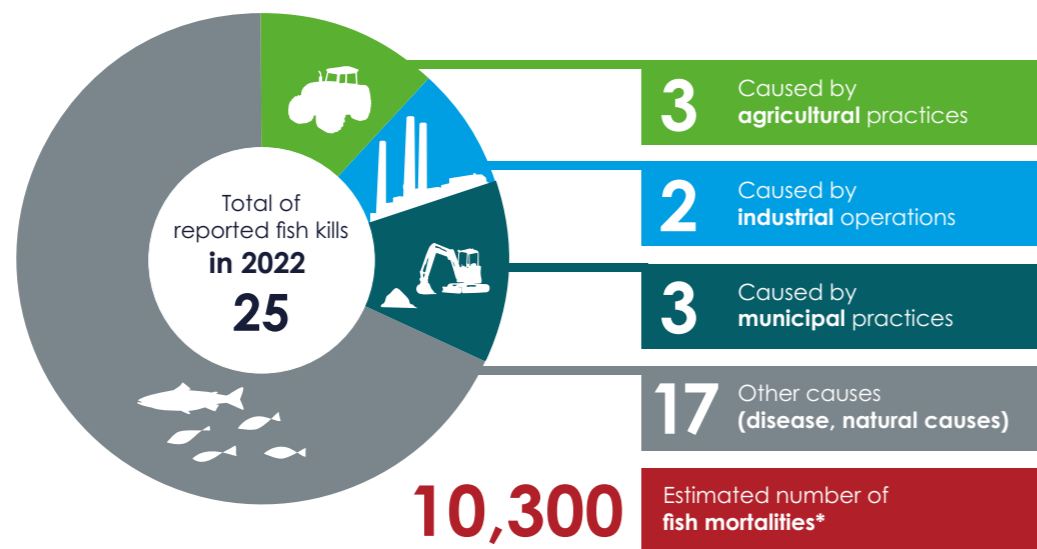 Total of
reported fish kills
in 2022
25
3
Caused by
agricultural practices
2
Caused by
industrial operations
3
Caused by
municipal practices
17
Other causes
(disease, natural causes)
10,300
Estimated number of
fish mortalities*